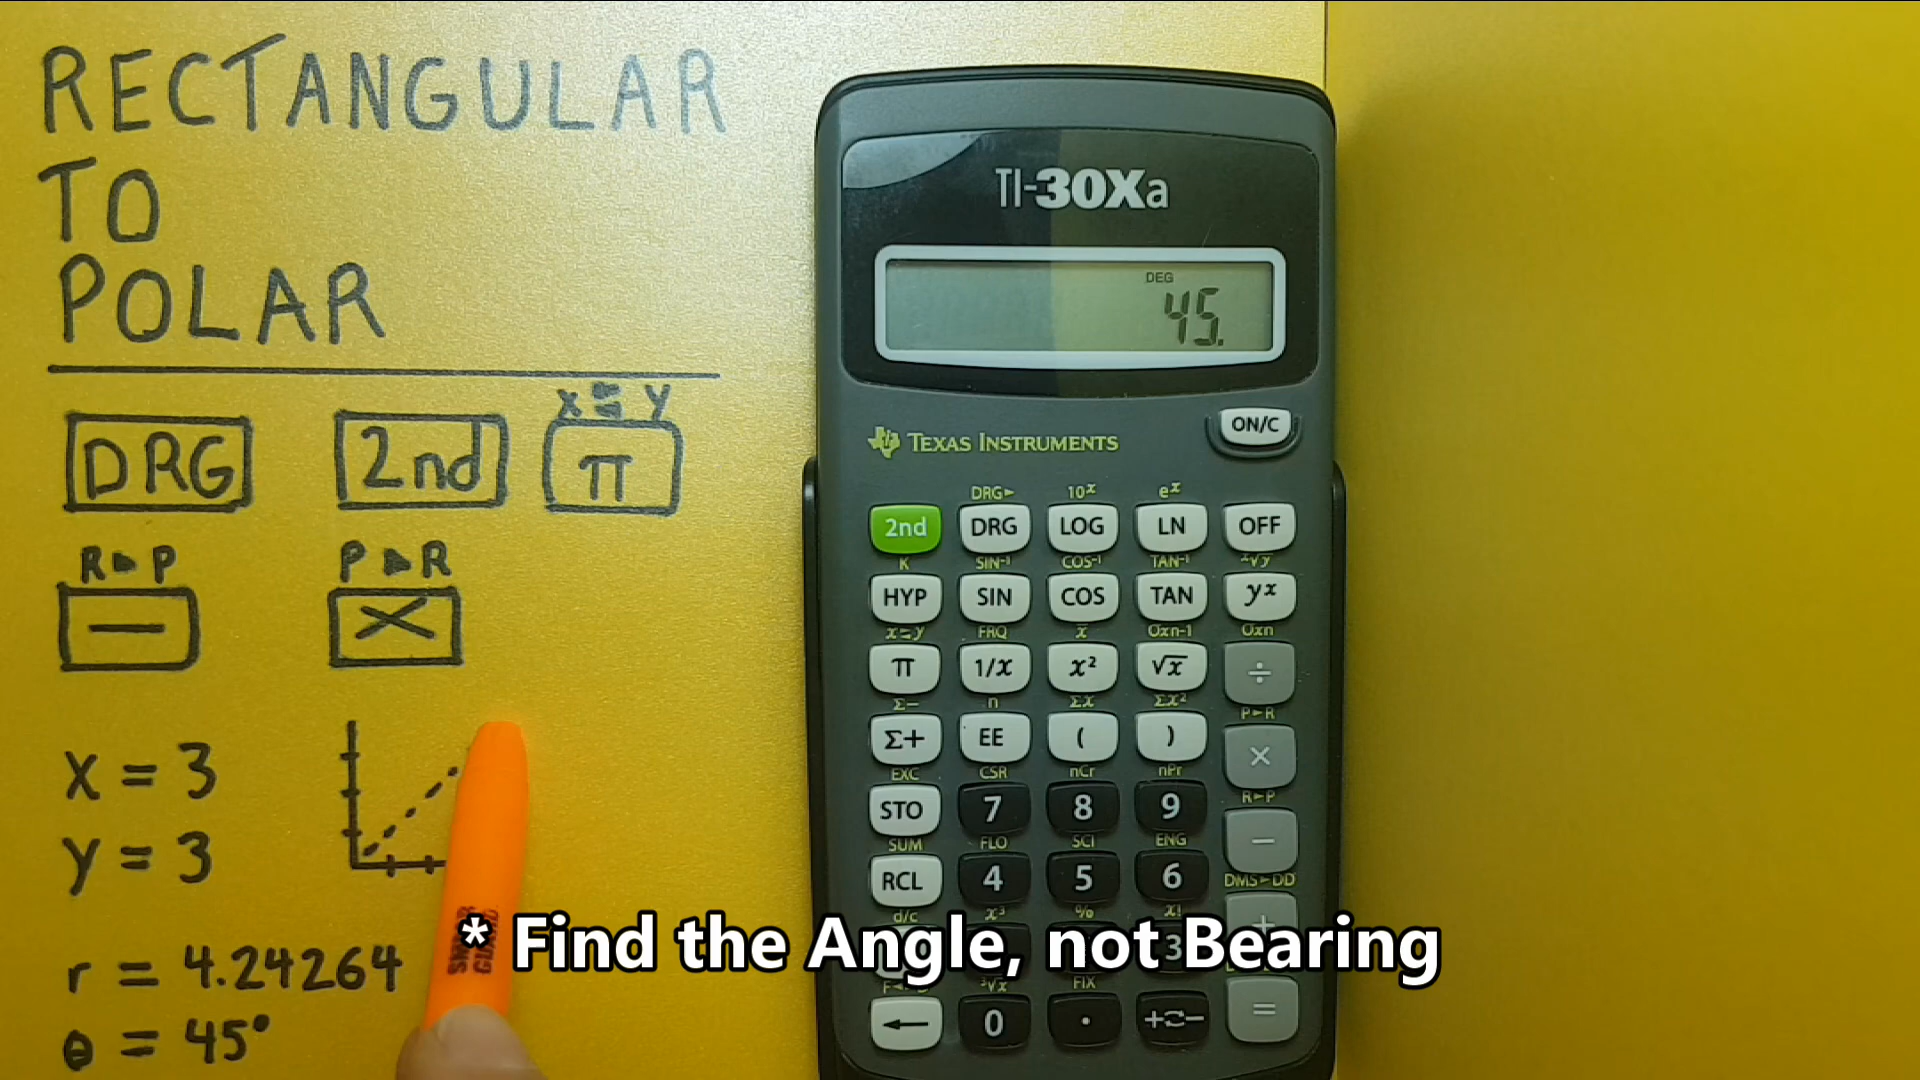 RECTANGULAR
TO
POLAR
x ⇄ y
DRG 2nd π
R▶P P▶R
— ×
x = 3
y = 3
r = 4.24264
θ = 45°
TI-30Xa
DEG
45.
TEXAS INSTRUMENTS
ON/C
DRG► 10ˣ eˣ
2nd DRG LOG LN OFF
K SIN⁻¹ COS⁻¹ TAN⁻¹ ˣ√y
HYP SIN COS TAN yˣ
x⇄y FRQ x̄ σxn-1 σxn
π 1/x x² √x ÷
Σ− n Σx Σx² P►R
Σ+ EE ( ) ×
EXC CSR nCr nPr R►P
STO 7 8 9 −
SUM FLO SCI ENG DMS►DD
RCL 4 5 6 +
d/c x³ % x!
3
* Find the Angle, not Bearing
³√x FIX
← 0 . +⇄− =